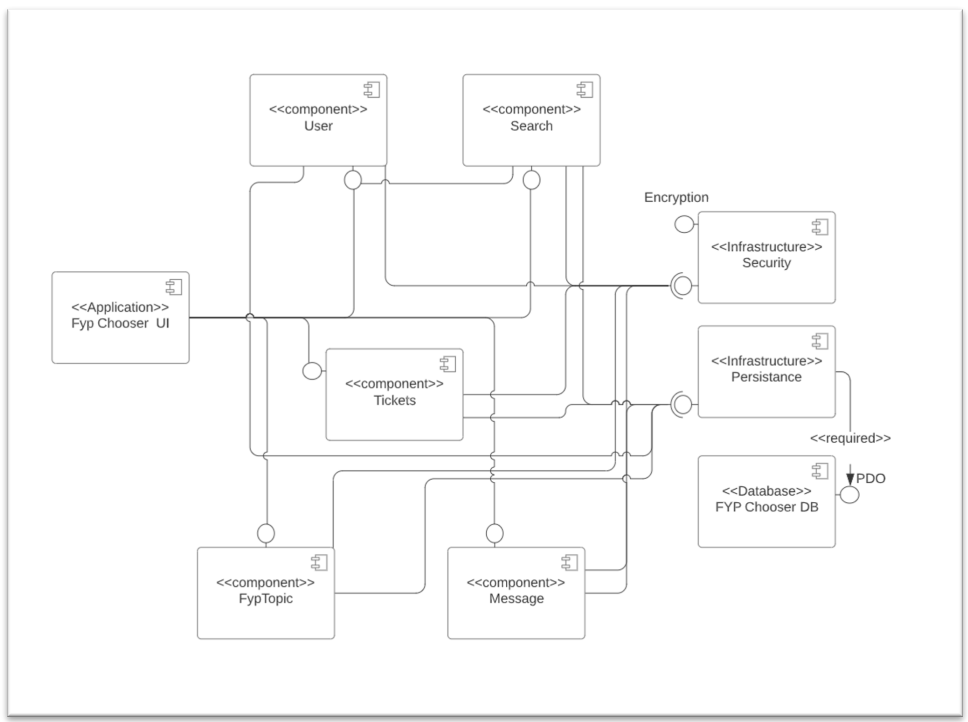 <<component>>
User
<<component>>
Search
Encryption
<<Infrastructure>>
Security
<<Application>>
Fyp Chooser UI
<<Infrastructure>>
Persistance
<<component>>
Tickets
<<required>>
PDO
<<Database>>
FYP Chooser DB
<<component>>
FypTopic
<<component>>
Message